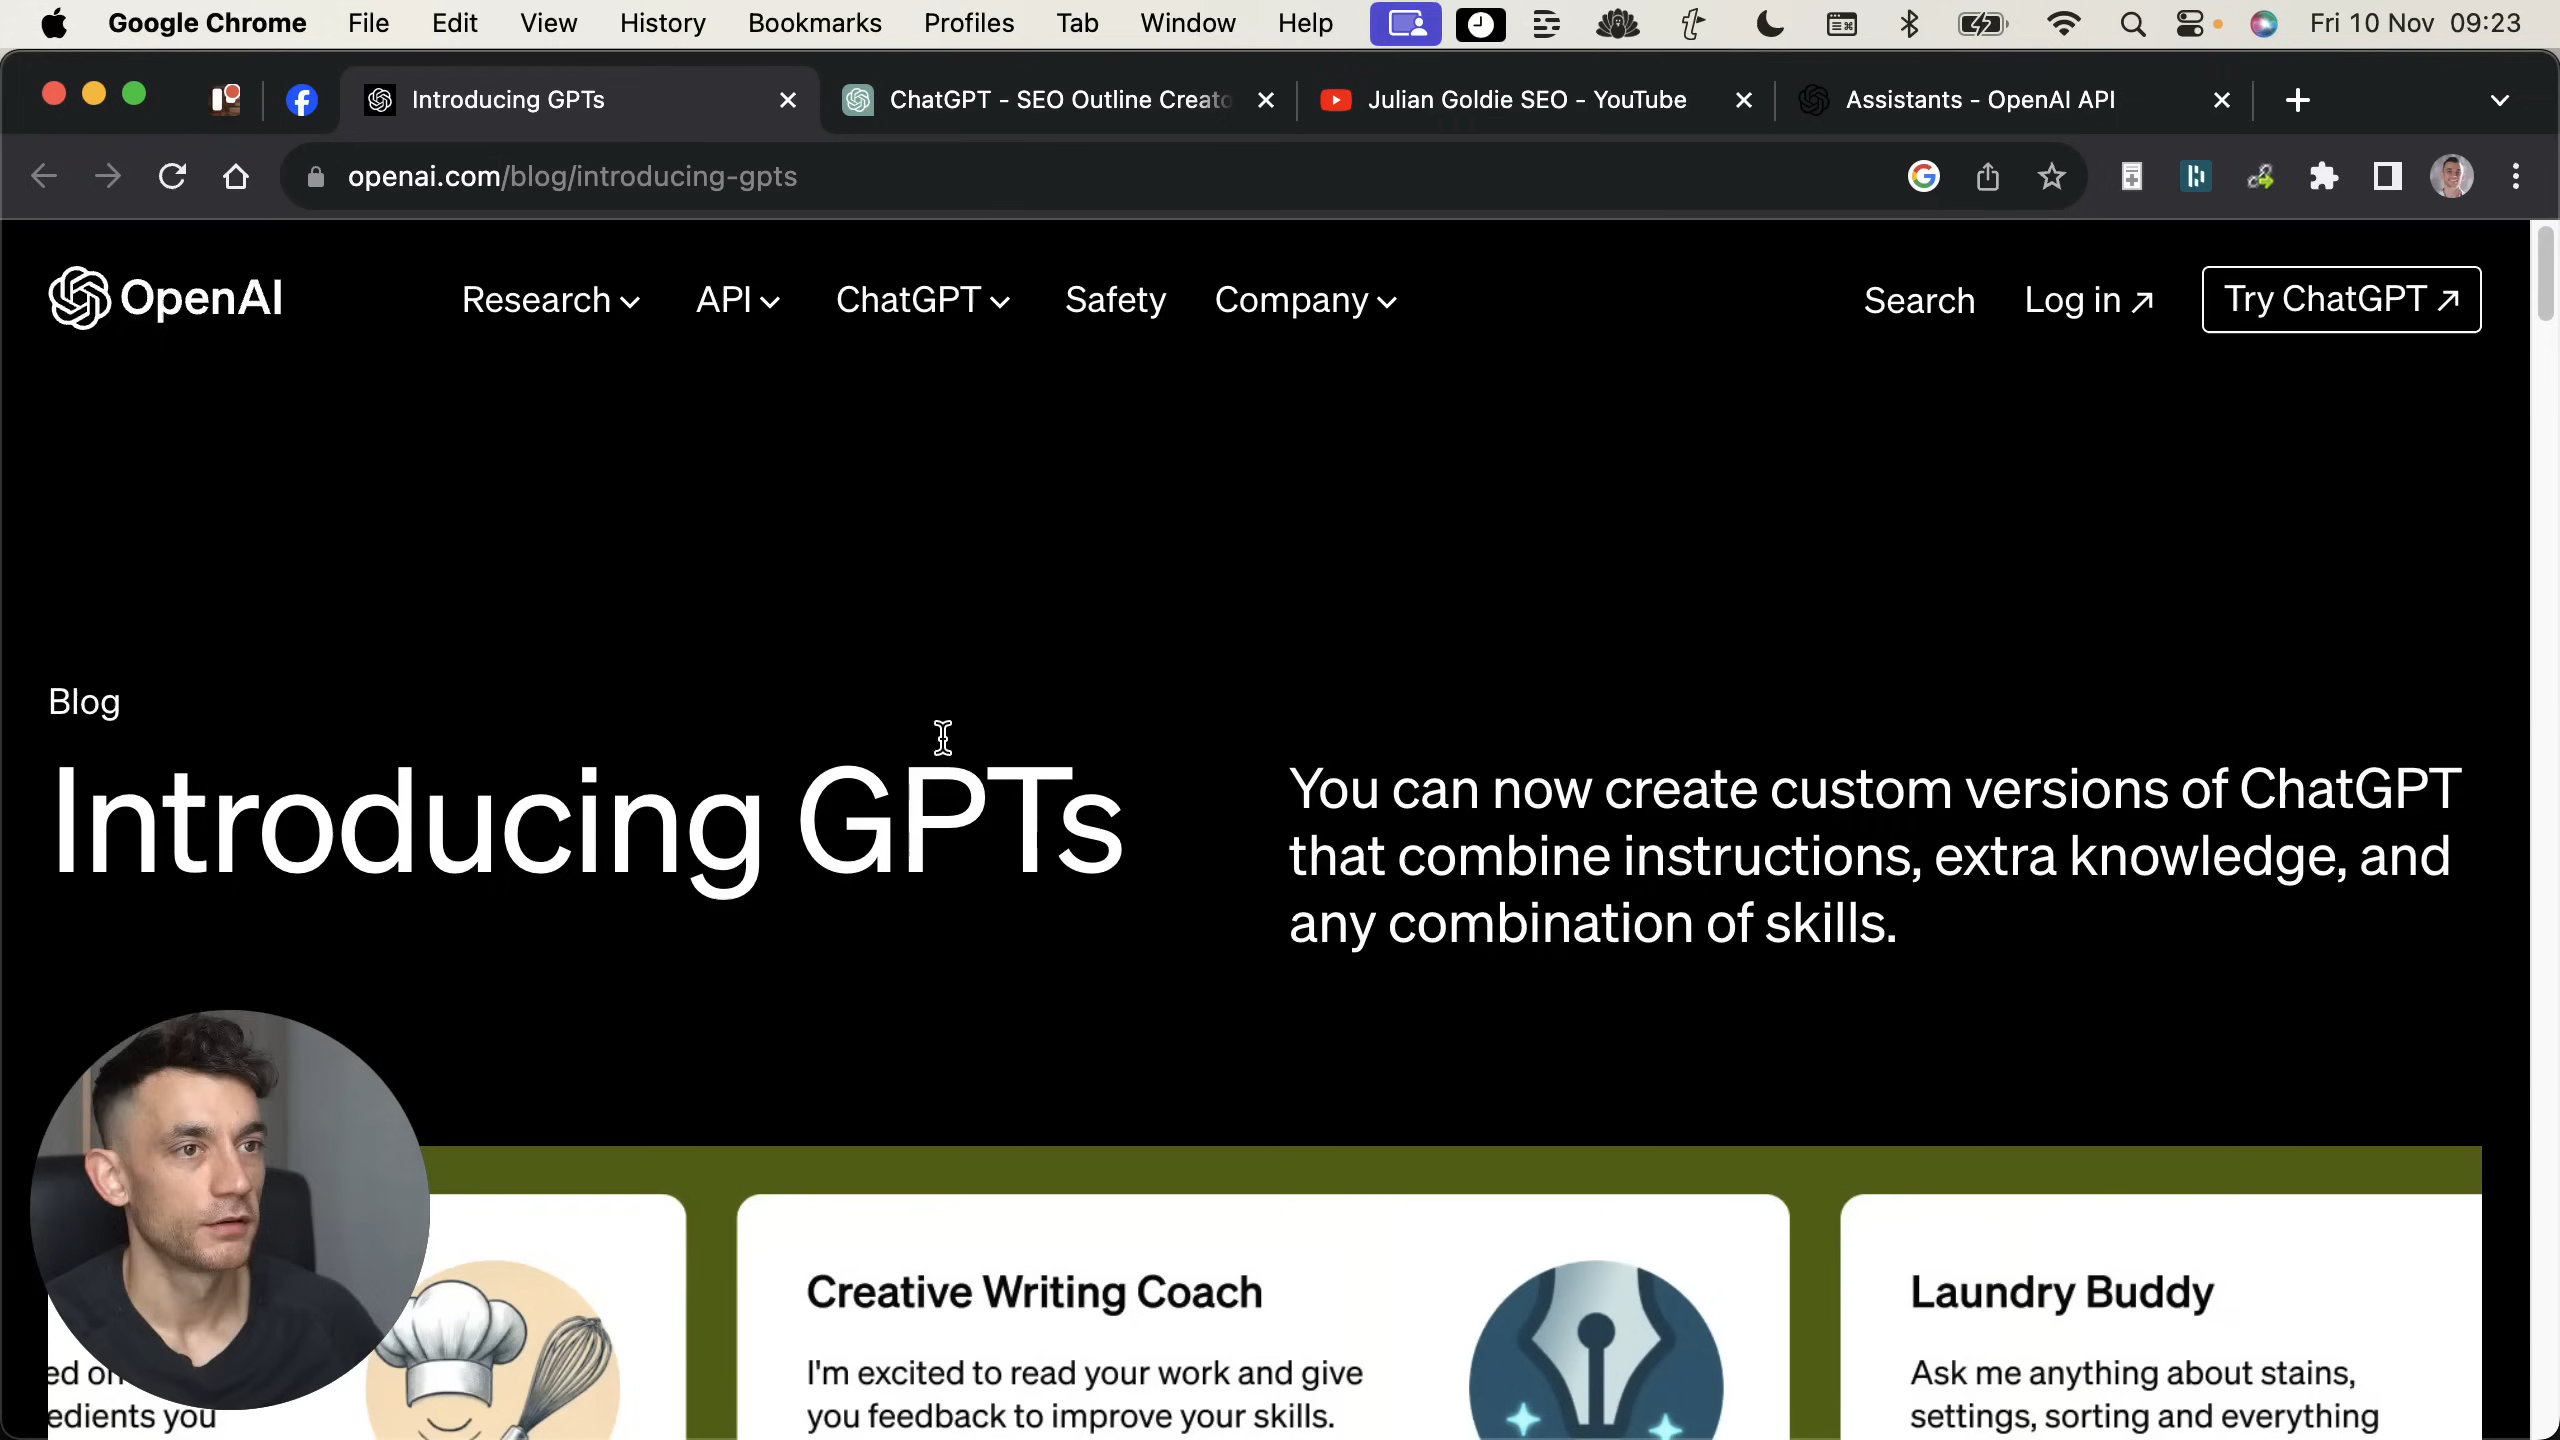 Google Chrome File Edit View History Bookmarks Profiles Tab Window Help Fri 10 Nov 09:23
Introducing GPTs ChatGPT - SEO Outline Creato Julian Goldie SEO - YouTube Assistants - OpenAI API
openai.com/blog/introducing-gpts
OpenAI Research API ChatGPT Safety Company Search Log in ↗ Try ChatGPT ↗
Blog
Introducing GPTs
You can now create custom versions of ChatGPT
that combine instructions, extra knowledge, and
any combination of skills.
Creative Writing Coach
I'm excited to read your work and give
you feedback to improve your skills.
Laundry Buddy
Ask me anything about stains,
settings, sorting and everything
ed on
edients you